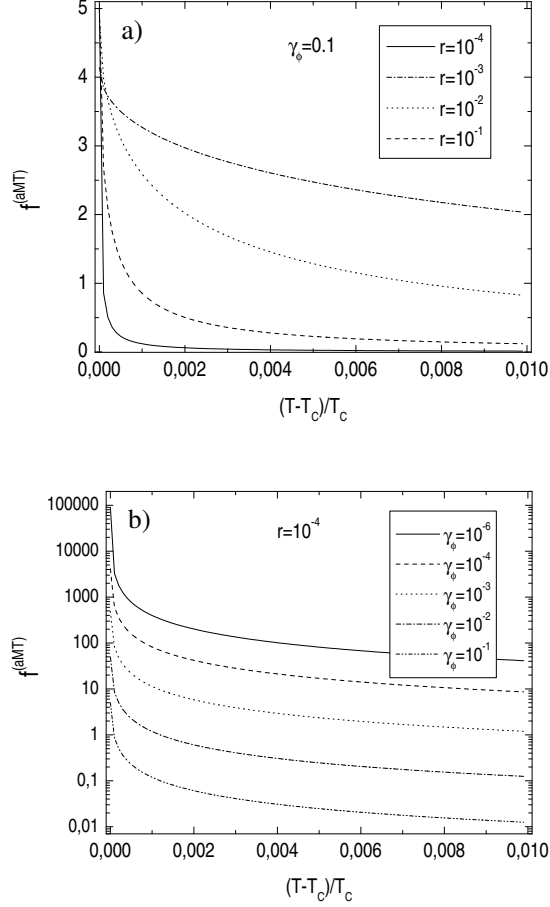 a)
γϕ=0.1
r=10⁻⁴
r=10⁻³
r=10⁻²
r=10⁻¹
5
4
3
2
1
0
f⁽ᵃᴹᵀ⁾
0,000 0,002 0,004 0,006 0,008 0,010
(T-T_C)/T_C
b)
r=10⁻⁴
γϕ=10⁻⁶
γϕ=10⁻⁴
γϕ=10⁻³
γϕ=10⁻²
γϕ=10⁻¹
100000
10000
1000
100
10
1
0,1
0,01
f⁽ᵃᴹᵀ⁾
0,000 0,002 0,004 0,006 0,008 0,010
(T-T_C)/T_C